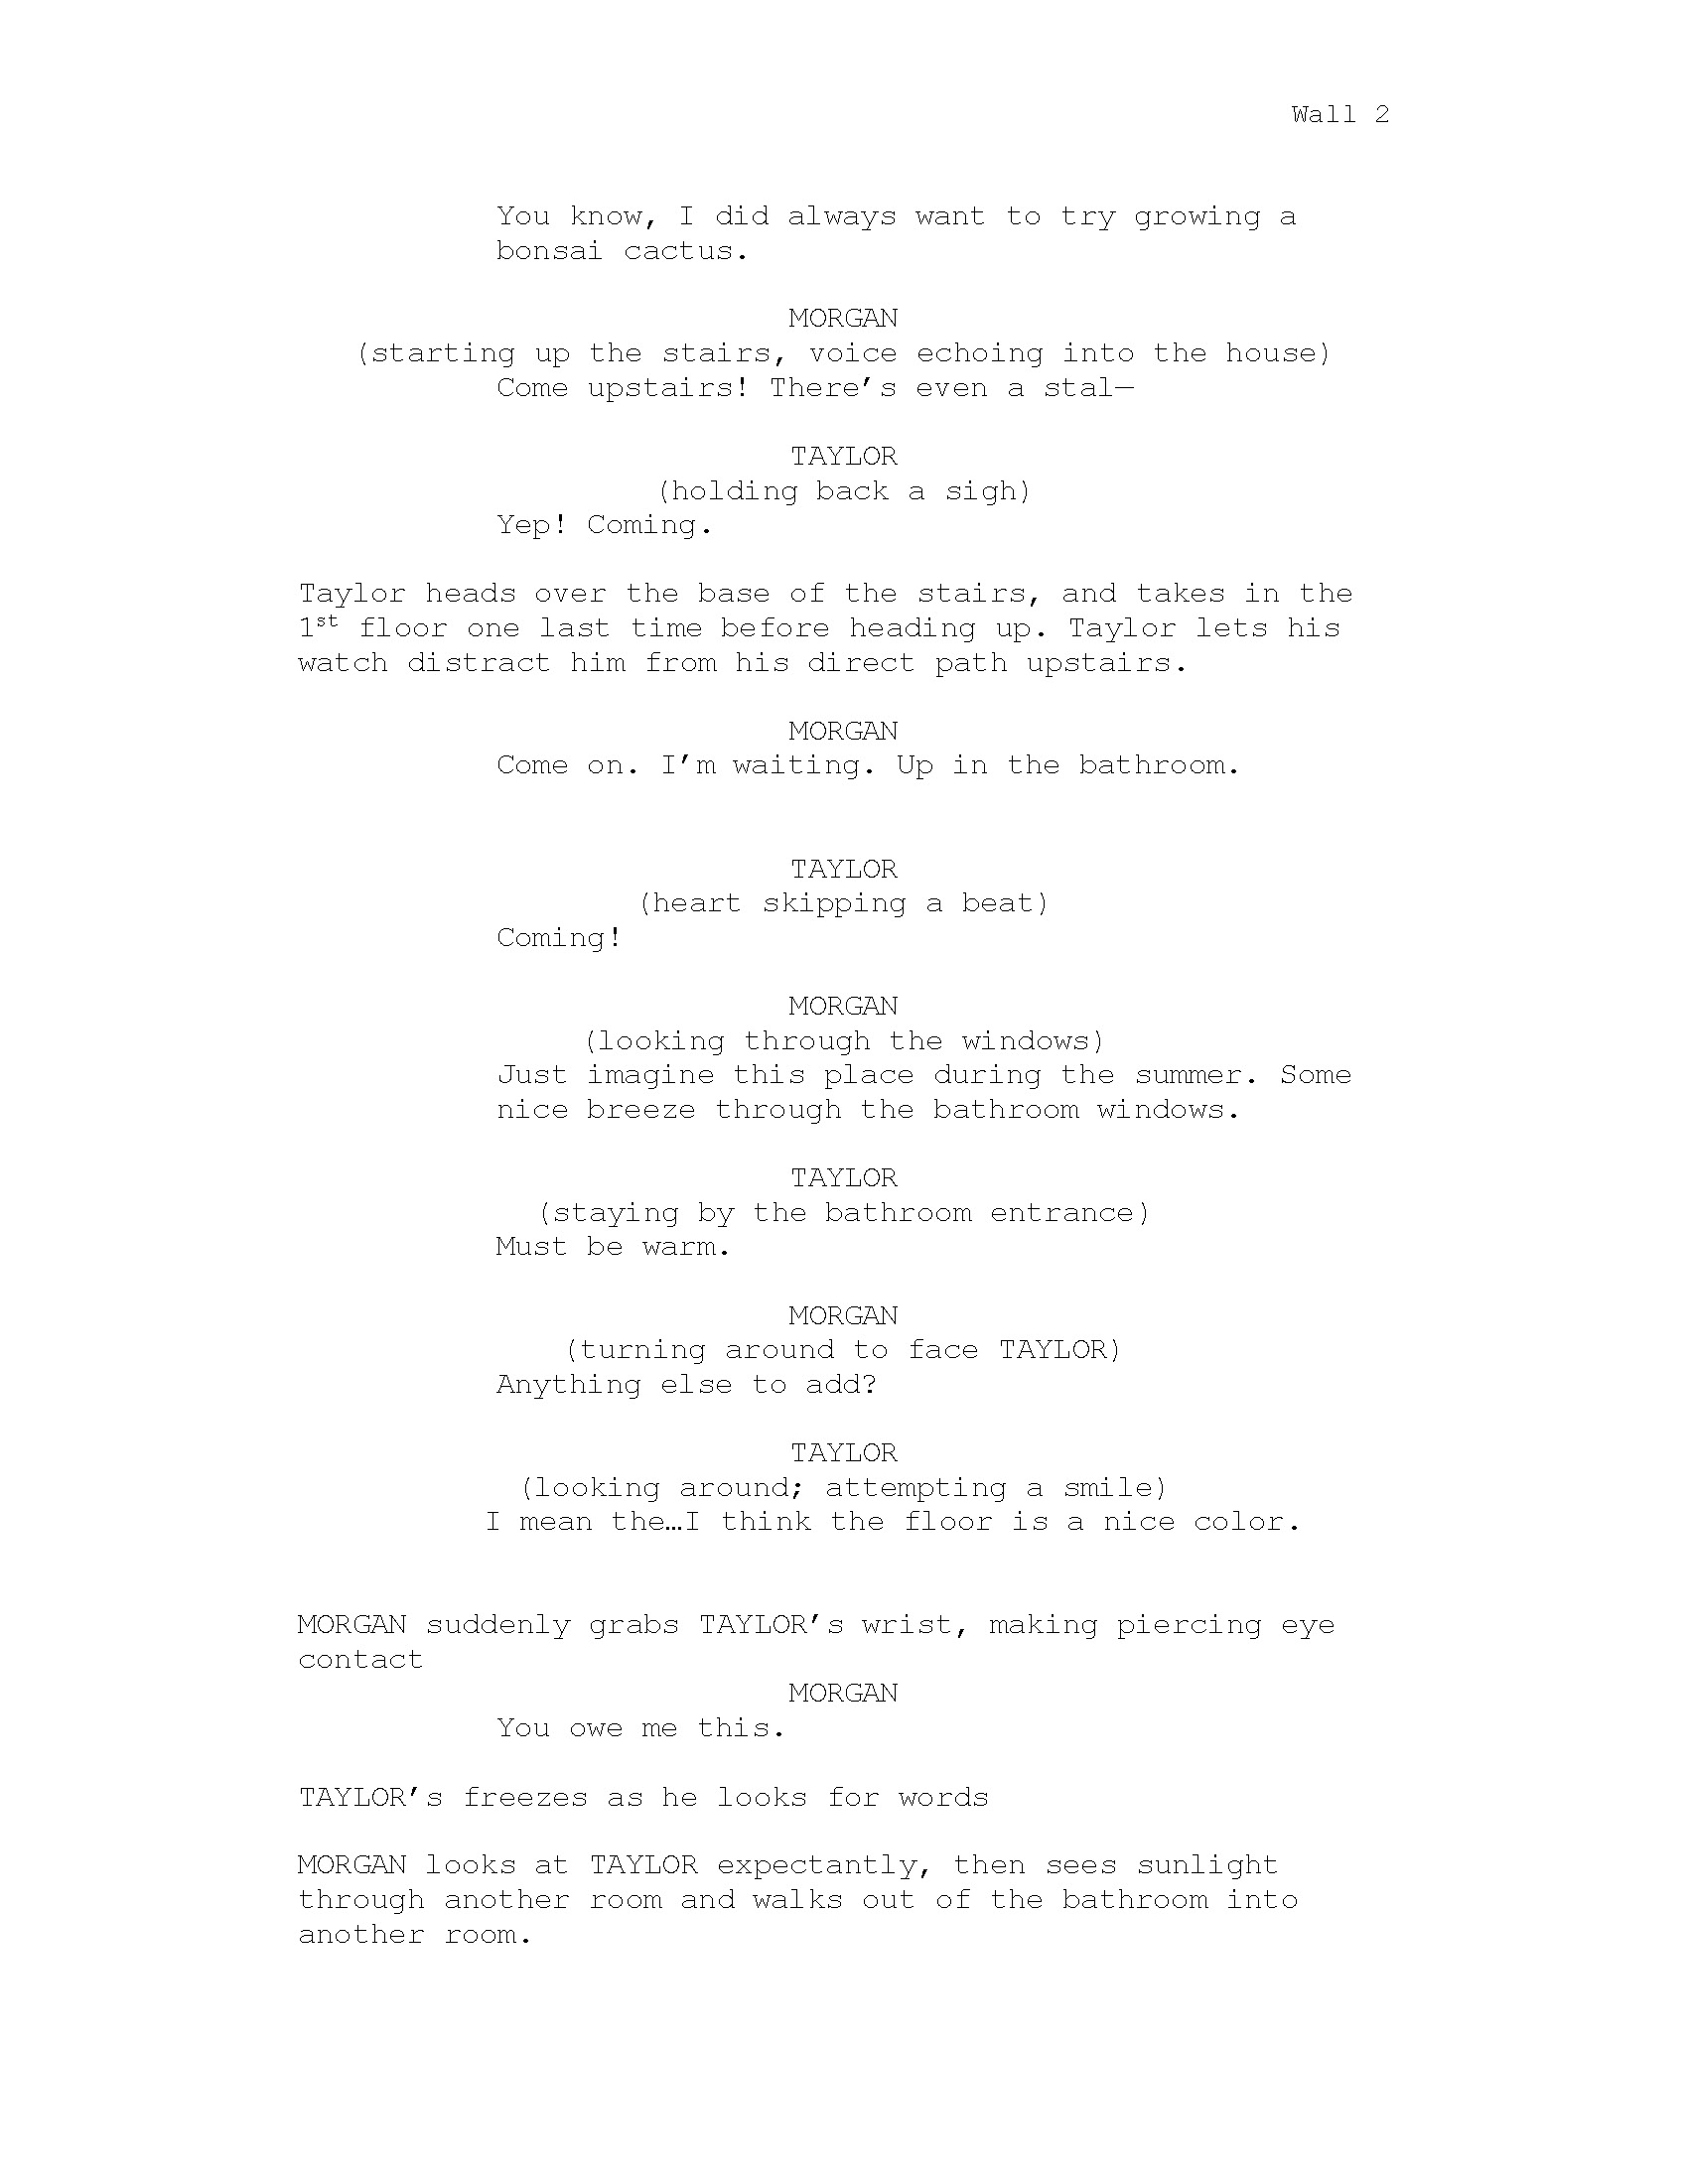 Wall 2
You know, I did always want to try growing a
bonsai cactus.
MORGAN
(starting up the stairs, voice echoing into the house)
Come upstairs! There’s even a stal—
TAYLOR
(holding back a sigh)
Yep! Coming.
Taylor heads over the base of the stairs, and takes in the
1st floor one last time before heading up. Taylor lets his
watch distract him from his direct path upstairs.
MORGAN
Come on. I’m waiting. Up in the bathroom.
TAYLOR
(heart skipping a beat)
Coming!
MORGAN
(looking through the windows)
Just imagine this place during the summer. Some
nice breeze through the bathroom windows.
TAYLOR
(staying by the bathroom entrance)
Must be warm.
MORGAN
(turning around to face TAYLOR)
Anything else to add?
TAYLOR
(looking around; attempting a smile)
I mean the…I think the floor is a nice color.
MORGAN suddenly grabs TAYLOR’s wrist, making piercing eye
contact
MORGAN
You owe me this.
TAYLOR’s freezes as he looks for words
MORGAN looks at TAYLOR expectantly, then sees sunlight
through another room and walks out of the bathroom into
another room.